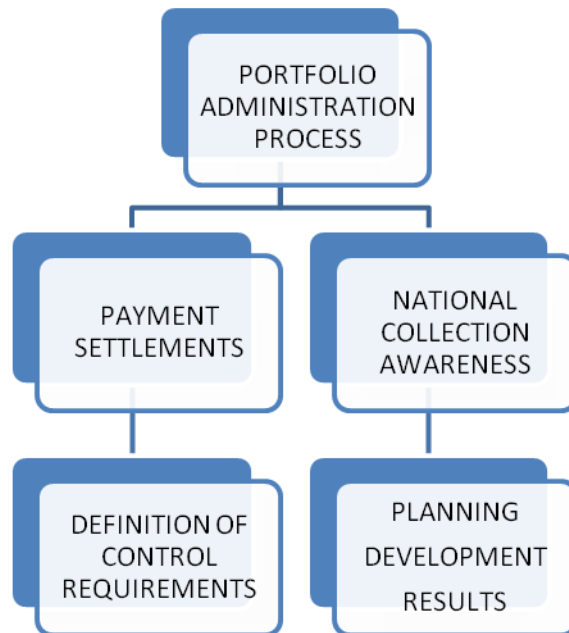 PORTFOLIO
ADMINISTRATION
PROCESS
PAYMENT
SETTLEMENTS
NATIONAL
COLLECTION
AWARENESS
DEFINITION OF
CONTROL
REQUIREMENTS
PLANNING
DEVELOPMENT
RESULTS